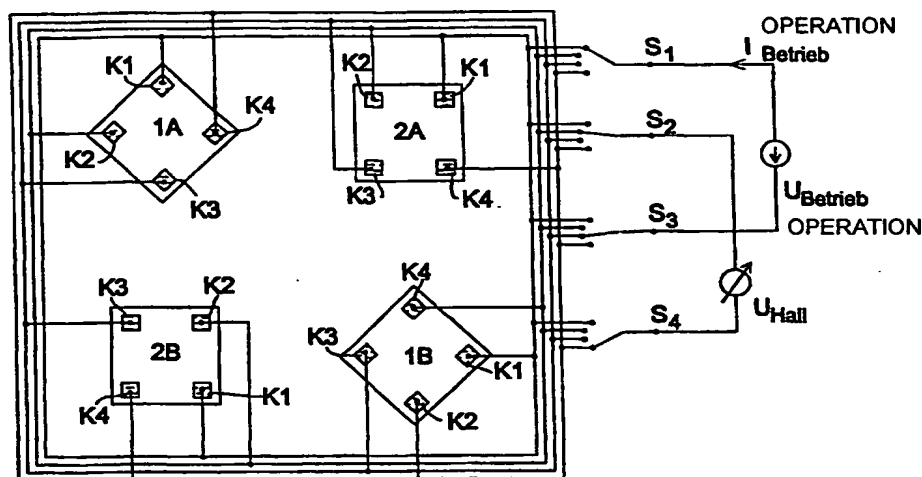 OPERATION
I Betrieb
S1
S2
S3
S4
U Betrieb
OPERATION
U Hall
K1
K4
1A
K2
K3
K2
K1
2A
K3
K4
K3
K2
2B
K4
K1
K4
K3
1B
K1
K2